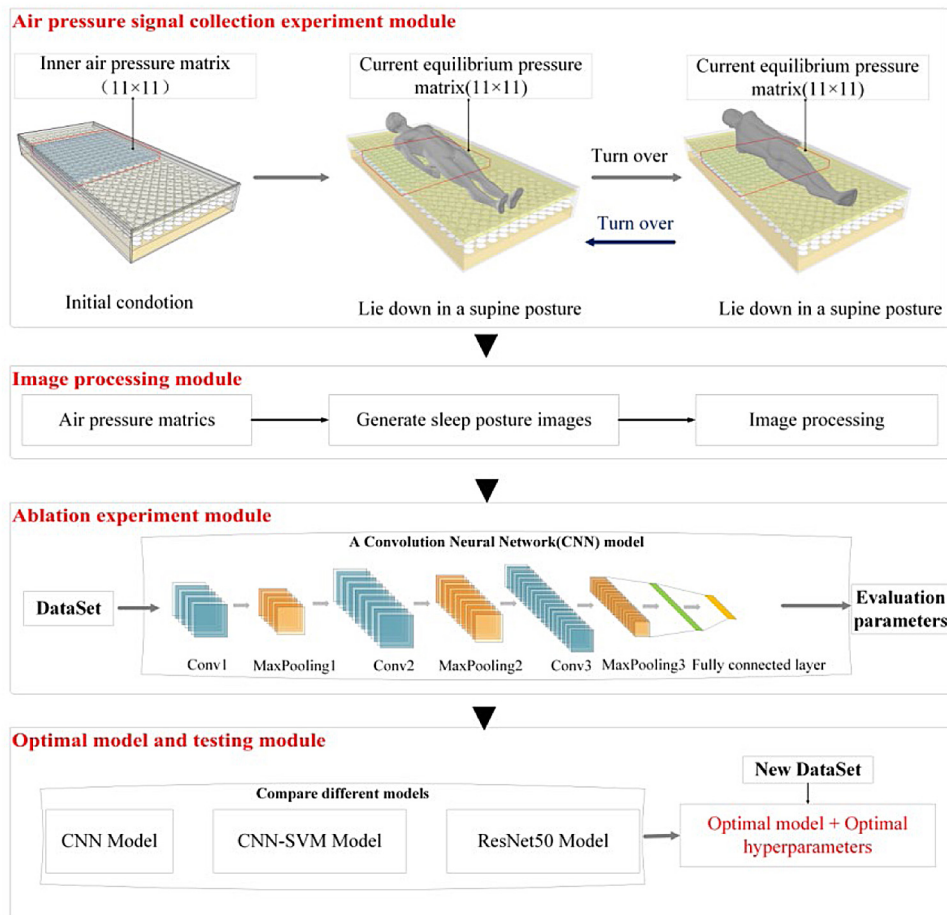 Air pressure signal collection experiment module
Inner air pressure matrix
（11×11）
Current equilibrium pressure
matrix(11×11)
Current equilibrium pressure
matrix(11×11)
Turn over
Turn over
Initial condotion
Lie down in a supine posture
Lie down in a supine posture
Image processing module
Air pressure matrics
Generate sleep posture images
Image processing
Ablation experiment module
A Convolution Neural Network(CNN) model
DataSet
Evaluation
parameters
Conv1
MaxPooling1
Conv2
MaxPooling2
Conv3
MaxPooling3
Fully connected layer
Optimal model and testing module
New DataSet
Compare different models
CNN Model
CNN-SVM Model
ResNet50 Model
Optimal model + Optimal
hyperparameters